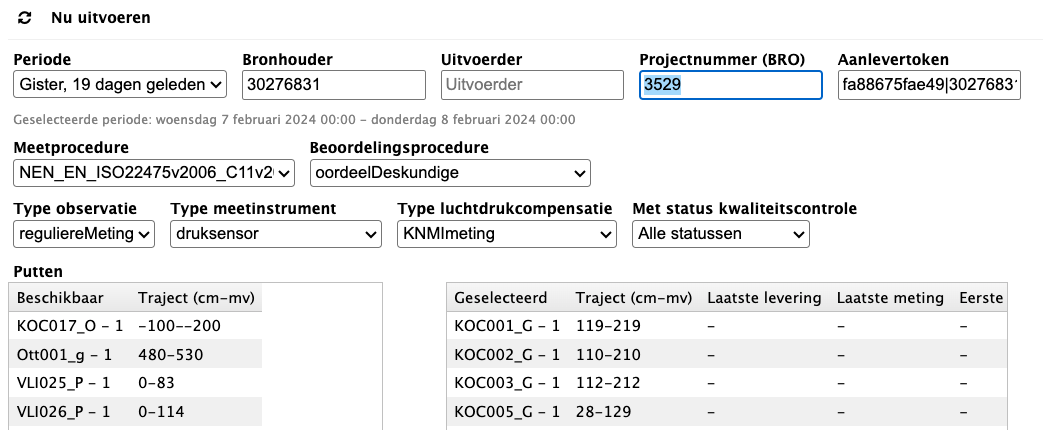 Nu uitvoeren
Periode Bronhouder Uitvoerder Projectnummer (BRO) Aanlevertoken
Gister, 19 dagen geleden 30276831 Uitvoerder 3529 fa88675fae49|3027683
Geselecteerde periode: woensdag 7 februari 2024 00:00 – donderdag 8 februari 2024 00:00
Meetprocedure Beoordelingsprocedure
NEN_EN_ISO22475v2006_C11v2 oordeelDeskundige
Type observatie Type meetinstrument Type luchtdrukcompensatie Met status kwaliteitscontrole
reguliereMeting druksensor KNMImeting Alle statussen
Putten
Beschikbaar Traject (cm-mv) Geselecteerd Traject (cm-mv) Laatste levering Laatste meting Eerste
KOC017_O - 1 -100--200 KOC001_G - 1 119-219 - - -
Ott001_g - 1 480-530 KOC002_G - 1 110-210 - - -
VLI025_P - 1 0-83 KOC003_G - 1 112-212 - - -
VLI026_P - 1 0-114 KOC005_G - 1 28-129 - - -